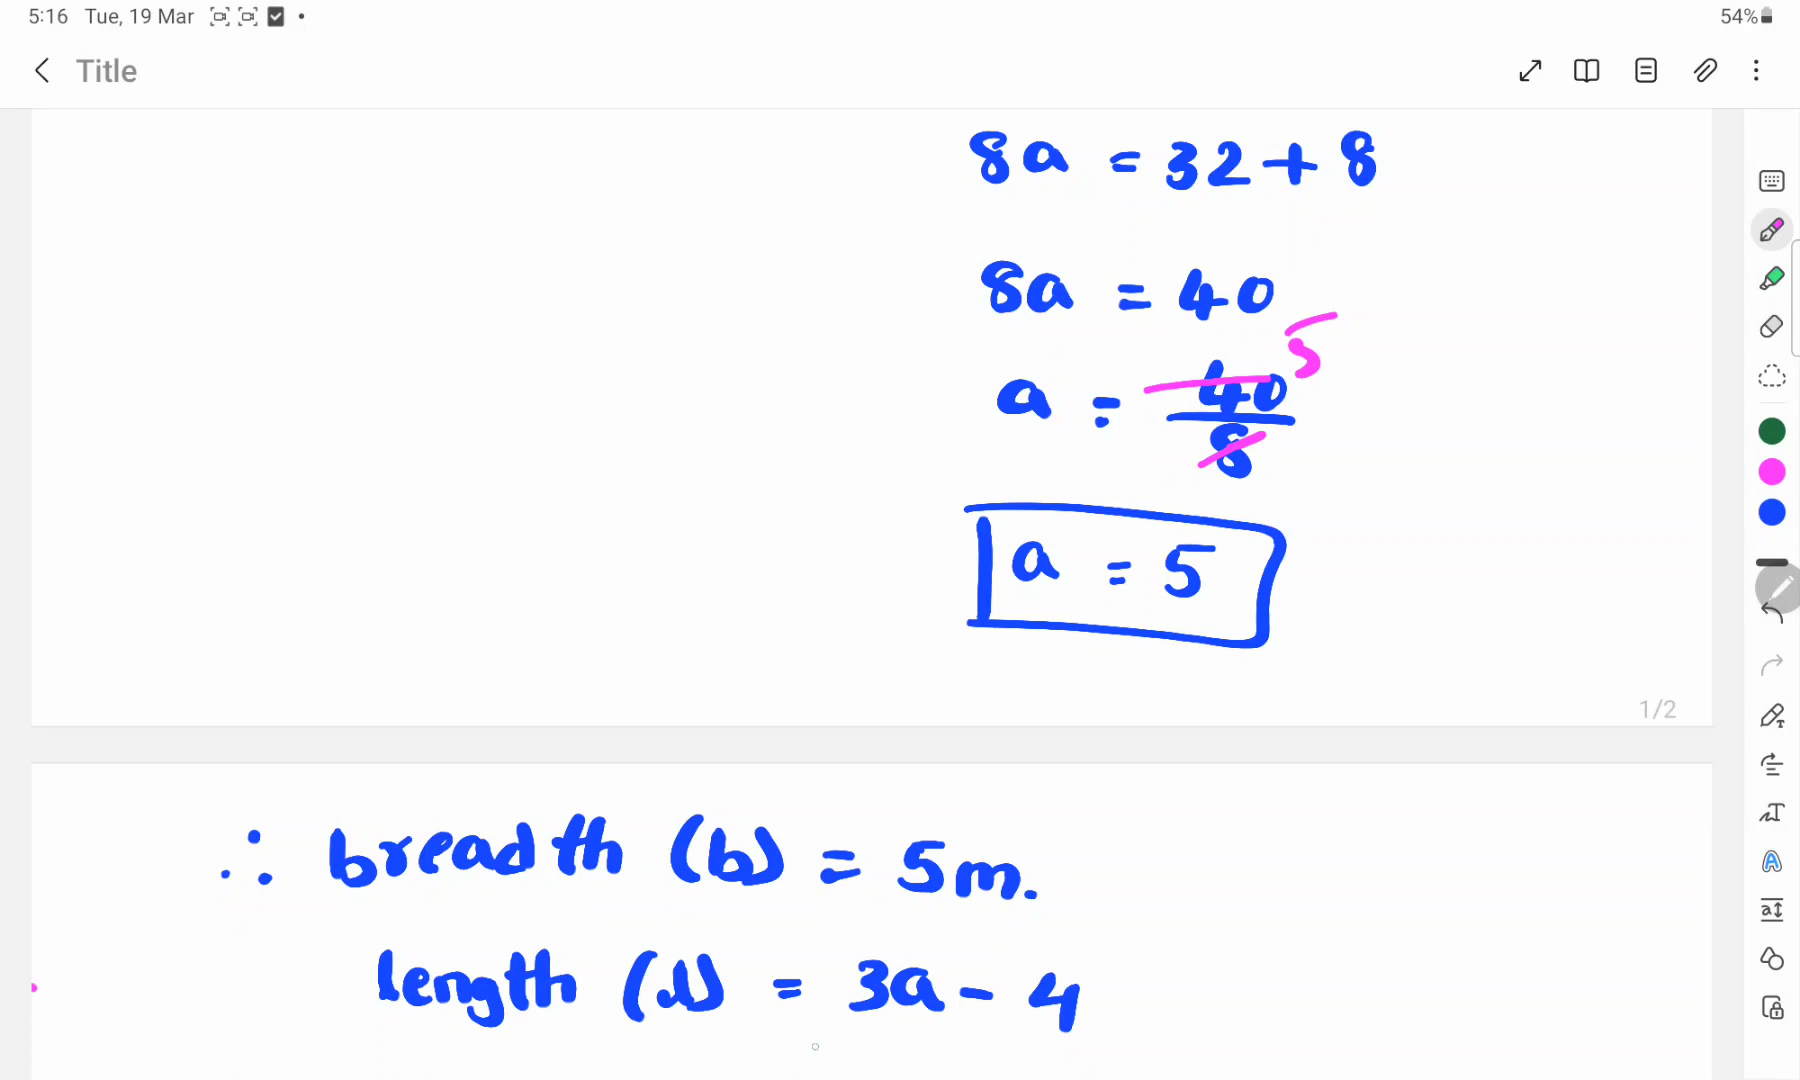 5:16 Tue, 19 Mar 54%
Title
8a = 32 + 8
8a = 40
5
a = 40
8
a = 5
1/2
∴ breadth (b) = 5m.
length (l) = 3a - 4